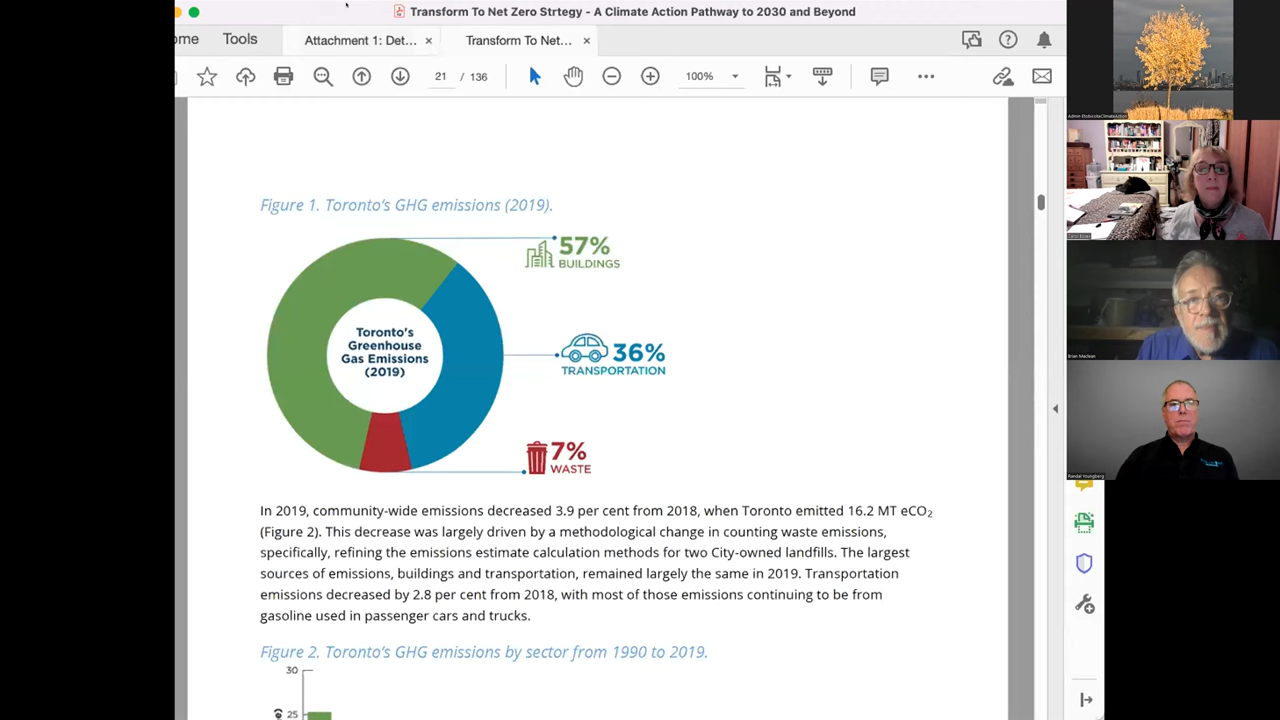 Transform To Net Zero Strtegy - A Climate Action Pathway to 2030 and Beyond
ome Tools Attachment 1: Det... × Transform To Net... ×
21 / 136 100%
Figure 1. Toronto's GHG emissions (2019).
57%
BUILDINGS
Toronto's
Greenhouse
Gas Emissions
(2019)
36%
TRANSPORTATION
7%
WASTE
In 2019, community-wide emissions decreased 3.9 per cent from 2018, when Toronto emitted 16.2 MT eCO₂
(Figure 2). This decrease was largely driven by a methodological change in counting waste emissions,
specifically, refining the emissions estimate calculation methods for two City-owned landfills. The largest
sources of emissions, buildings and transportation, remained largely the same in 2019. Transportation
emissions decreased by 2.8 per cent from 2018, with most of those emissions continuing to be from
gasoline used in passenger cars and trucks.
Figure 2. Toronto's GHG emissions by sector from 1990 to 2019.
30
25
Admin EtobicokeClimateAction
Brian Maclean
Randal Youngberg